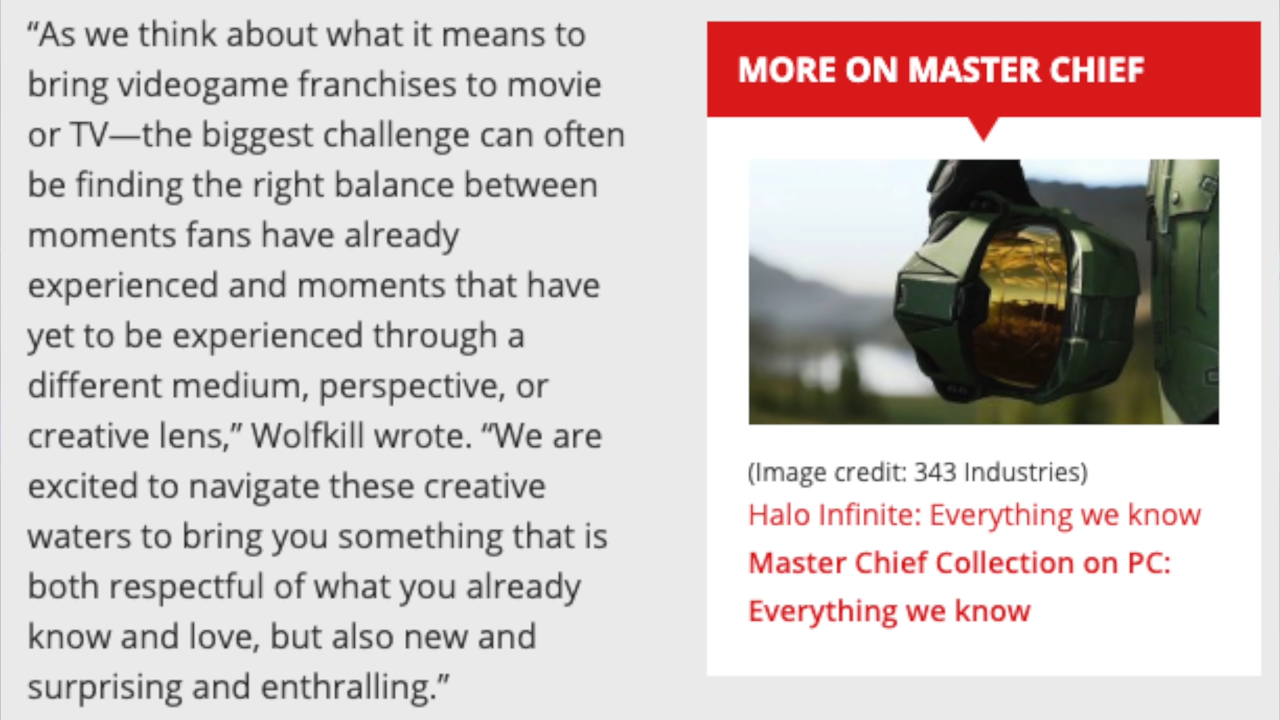 “As we think about what it means to
bring videogame franchises to movie
or TV—the biggest challenge can often
be finding the right balance between
moments fans have already
experienced and moments that have
yet to be experienced through a
different medium, perspective, or
creative lens,” Wolfkill wrote. “We are
excited to navigate these creative
waters to bring you something that is
both respectful of what you already
know and love, but also new and
surprising and enthralling.”
MORE ON MASTER CHIEF
(Image credit: 343 Industries)
Halo Infinite: Everything we know
Master Chief Collection on PC:
Everything we know